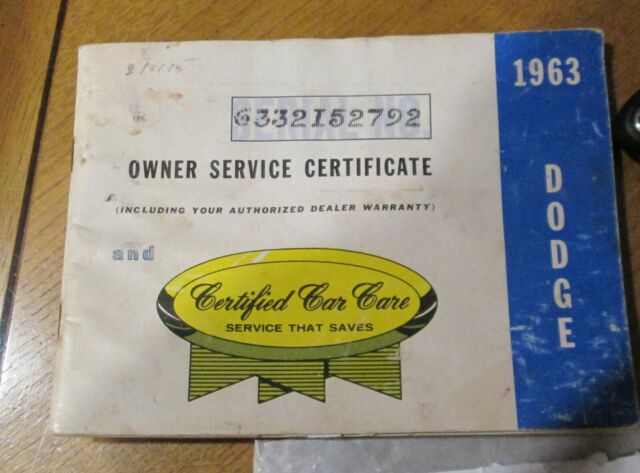 1963
6332152792
OWNER SERVICE CERTIFICATE
(INCLUDING YOUR AUTHORIZED DEALER WARRANTY)
and
Certified Car Care
SERVICE THAT SAVES
DODGE